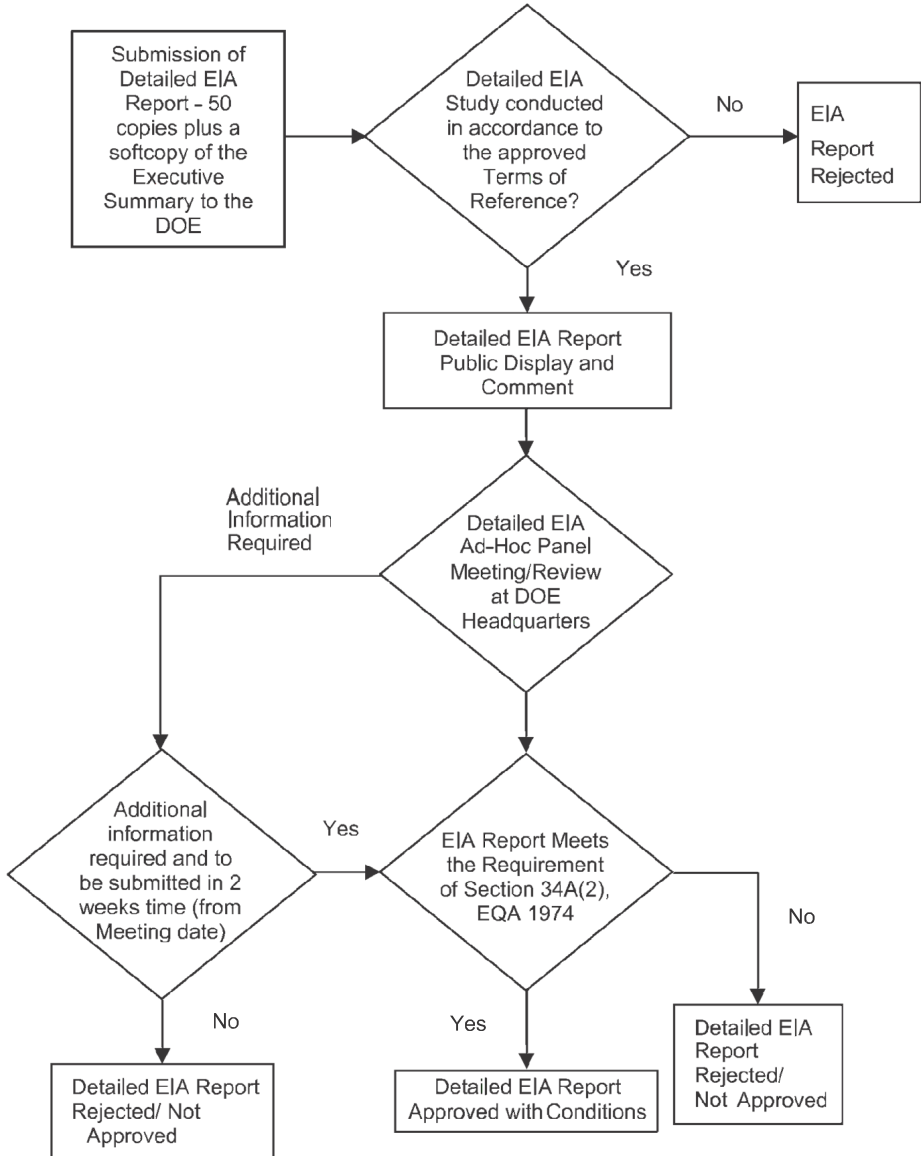 Submission of
Detailed EIA
Report - 50
copies plus a
softcopy of the
Executive
Summary to the
DOE
Detailed EIA
Study conducted
in accordance to
the approved
Terms of
Reference?
No
EIA
Report
Rejected
Yes
Detailed EIA Report
Public Display and
Comment
Additional
Information
Required
Detailed EIA
Ad-Hoc Panel
Meeting/Review
at DOE
Headquarters
Additional
information
required and to
be submitted in 2
weeks time (from
Meeting date)
Yes
EIA Report Meets
the Requirement
of Section 34A(2),
EQA 1974
No
No
Yes
Detailed EIA
Report
Rejected/
Not Approved
Detailed EIA Report
Rejected/ Not
Approved
Detailed EIA Report
Approved with Conditions